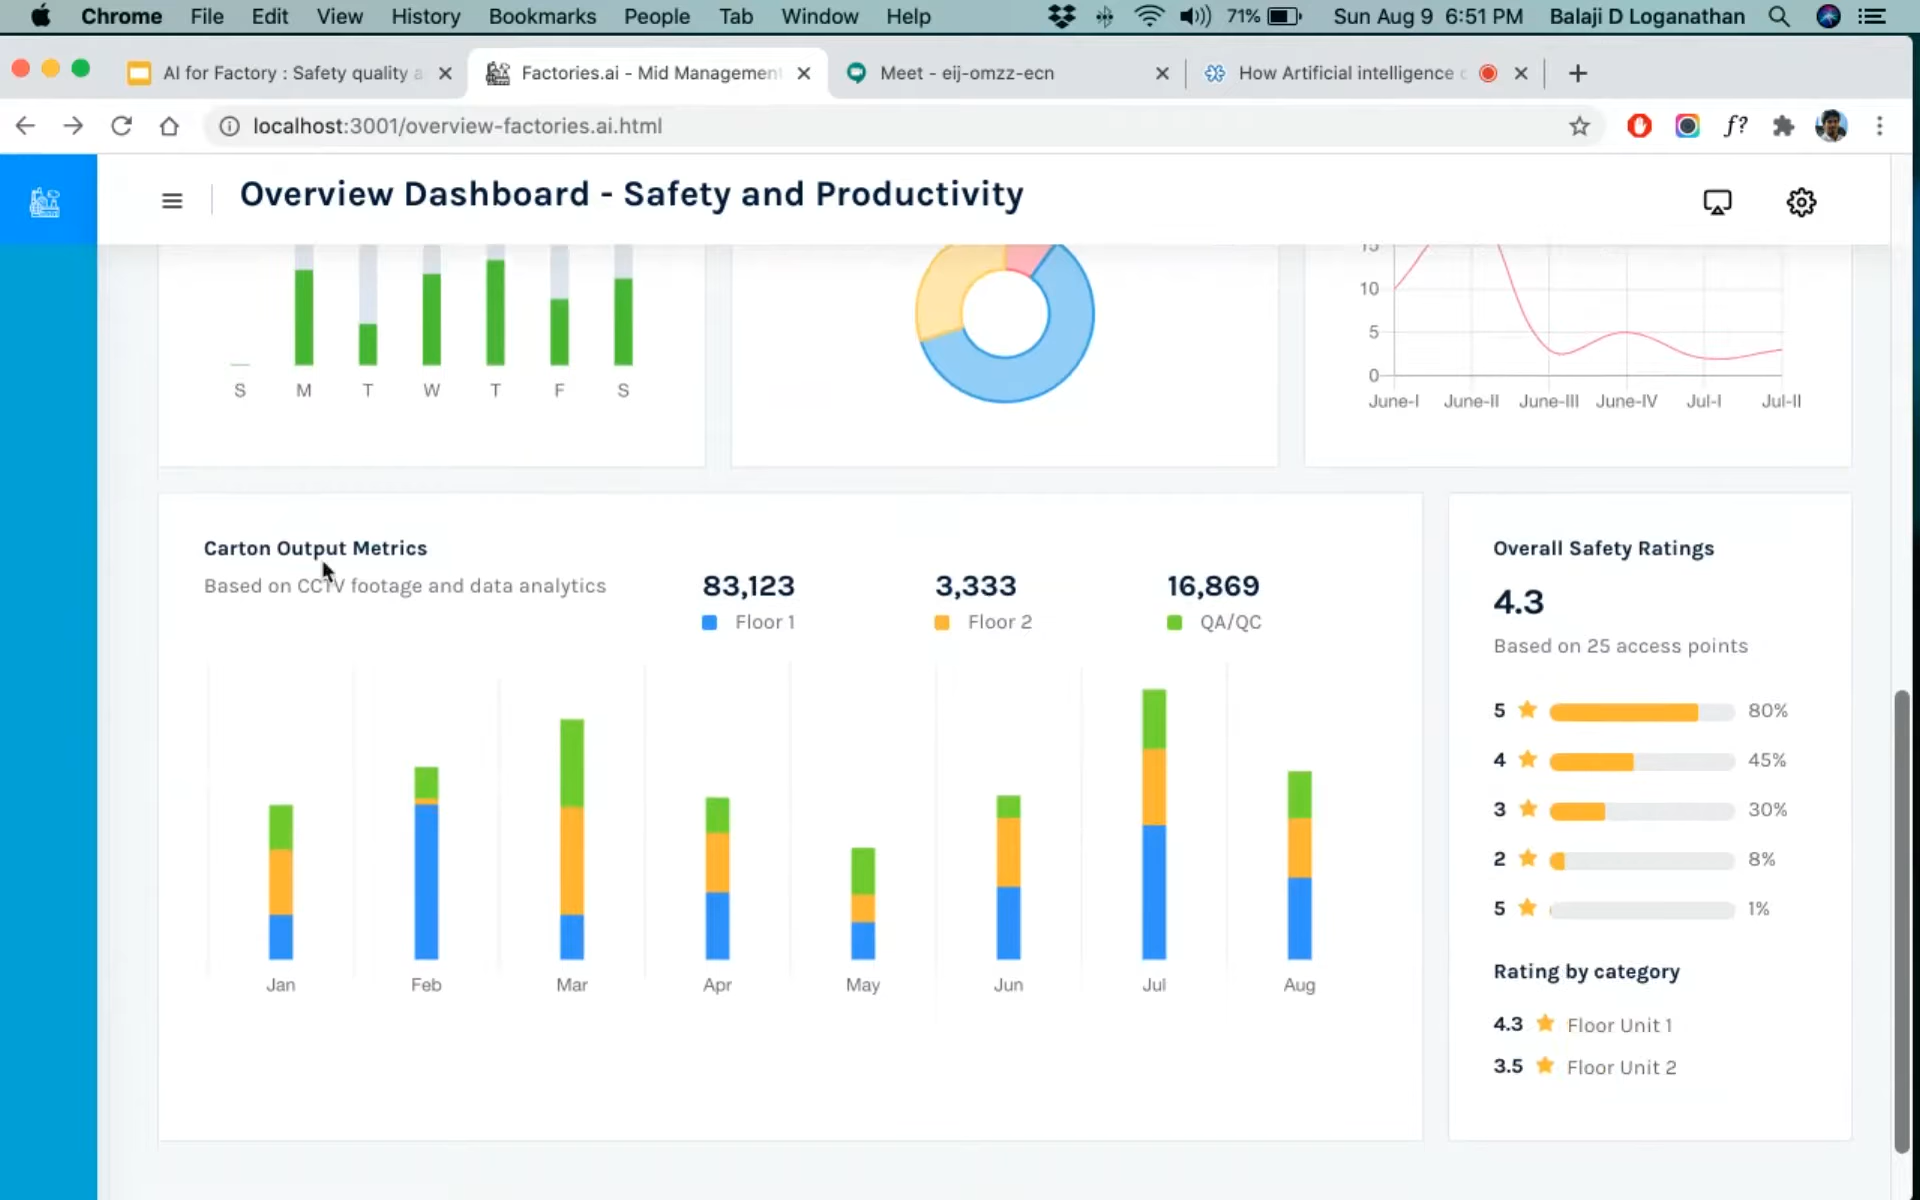 Chrome File Edit View History Bookmarks People Tab Window Help 71% Sun Aug 9 6:51 PM Balaji D Loganathan
AI for Factory : Safety quality a Factories.ai - Mid Management Meet - eij-omzz-ecn How Artificial intelligence
localhost:3001/overview-factories.ai.html f?
Overview Dashboard - Safety and Productivity
S M T W T F S
15
10
5
0
June-I June-II June-III June-IV Jul-I Jul-II
Carton Output Metrics
Based on CCTV footage and data analytics
83,123 3,333 16,869
Floor 1 Floor 2 QA/QC
Jan Feb Mar Apr May Jun Jul Aug
Overall Safety Ratings
4.3
Based on 25 access points
5 80%
4 45%
3 30%
2 8%
5 1%
Rating by category
4.3 Floor Unit 1
3.5 Floor Unit 2